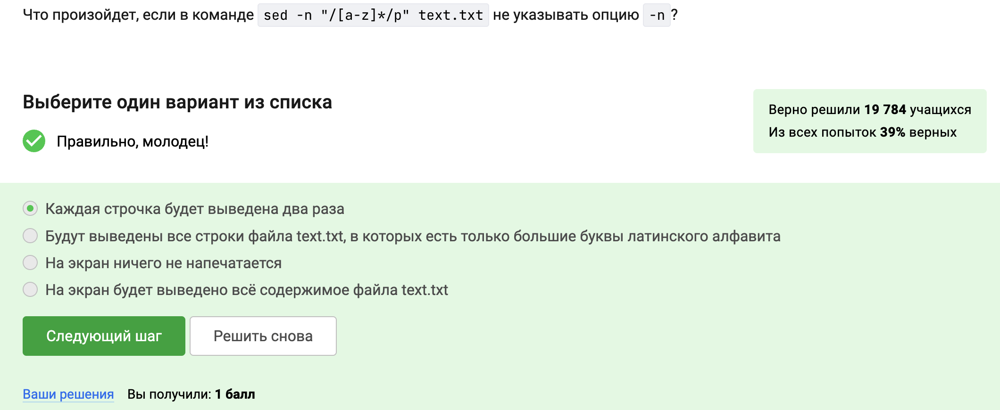 Что произойдет, если в команде sed -n "/[a-z]*/p" text.txt не указывать опцию -n?
Выберите один вариант из списка
Правильно, молодец!
Верно решили 19 784 учащихся
Из всех попыток 39% верных
Каждая строчка будет выведена два раза
Будут выведены все строки файла text.txt, в которых есть только большие буквы латинского алфавита
На экран ничего не напечатается
На экран будет выведено всё содержимое файла text.txt
Следующий шаг Решить снова
Ваши решения Вы получили: 1 балл